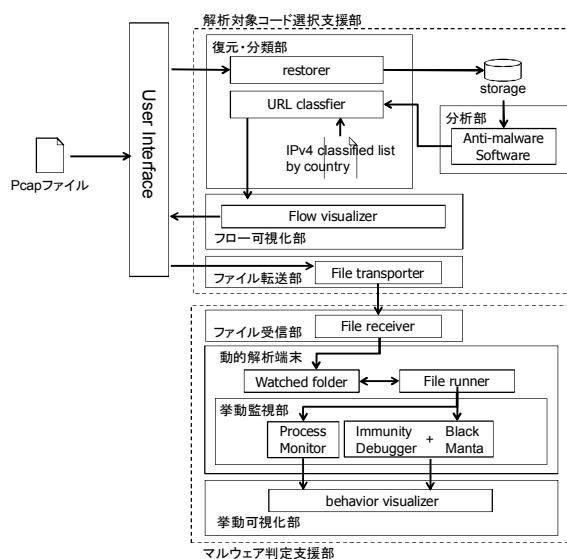 解析対象コード選択支援部
復元・分類部
restorer
storage
URL classfier
分析部
Anti-malware
Software
IPv4 classified list
by country
User Interface
Pcapファイル
Flow visualizer
フロー可視化部
File transporter
ファイル転送部
File receiver
ファイル受信部
動的解析端末
Watched folder
File runner
挙動監視部
Process
Monitor
Immunity
Debugger
+
Black
Manta
behavior visualizer
挙動可視化部
マルウェア判定支援部